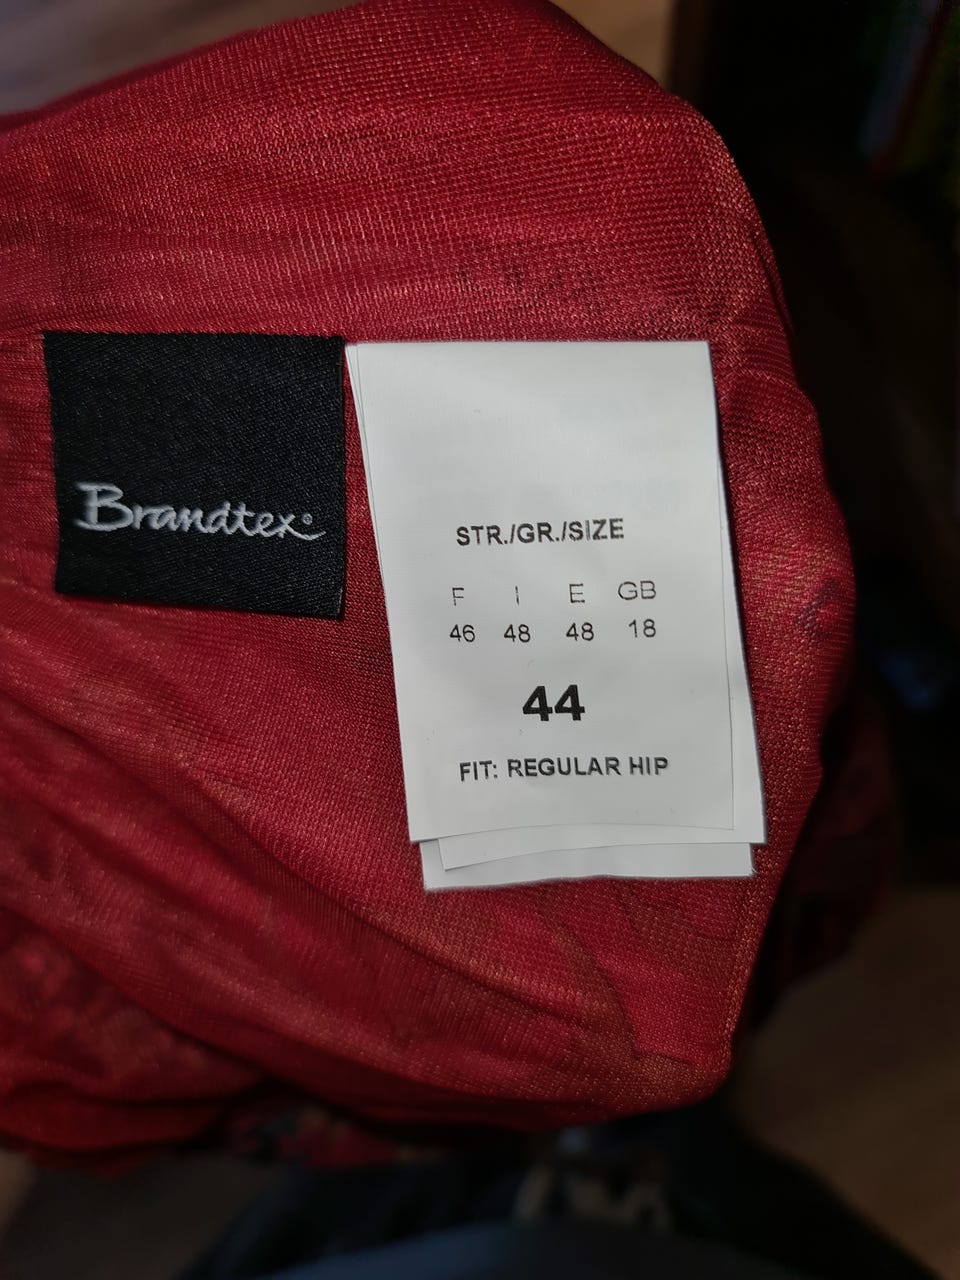 Brandtex®
STR./GR./SIZE
F I E GB
46 48 48 18
44
FIT: REGULAR HIP